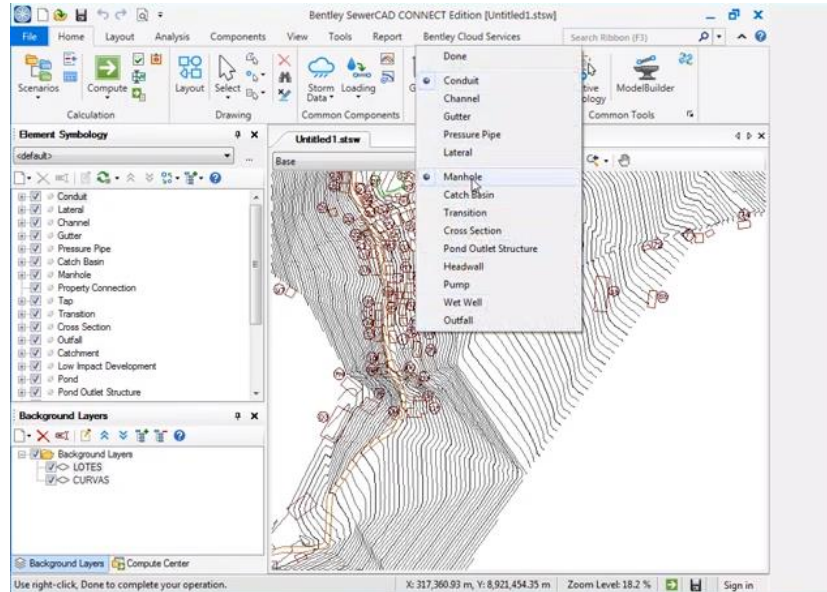 Bentley SewerCAD CONNECT Edition [Untitled1.stsw]
File Home Layout Analysis Components View Tools Report Bentley Cloud Services Search Ribbon (F3)
Scenarios Compute Layout Select Storm Data Loading ModelBuilder
Calculation Drawing Common Components Common Tools
Done
Conduit
Channel
Gutter
Pressure Pipe
Lateral
Manhole
Catch Basin
Transition
Cross Section
Pond Outlet Structure
Headwall
Pump
Wet Well
Outfall
Element Symbology
<default>
Conduit
Lateral
Channel
Gutter
Pressure Pipe
Catch Basin
Manhole
Property Connection
Tap
Transition
Cross Section
Outfall
Catchment
Low Impact Development
Pond
Pond Outlet Structure
Untitled1.stsw
Base
Background Layers
Background Layers
LOTES
CURVAS
Background Layers Compute Center
Use right-click, Done to complete your operation. X: 317,360.93 m, Y: 8,921,454.35 m Zoom Level: 18.2 % Sign in